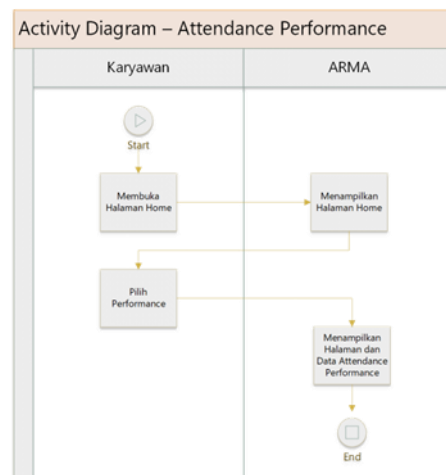 Activity Diagram – Attendance Performance
Karyawan
ARMA
Start
Membuka
Halaman Home
Menampilkan
Halaman Home
Pilih
Performance
Menampilkan
Halaman dan
Data Attendance
Performance
End